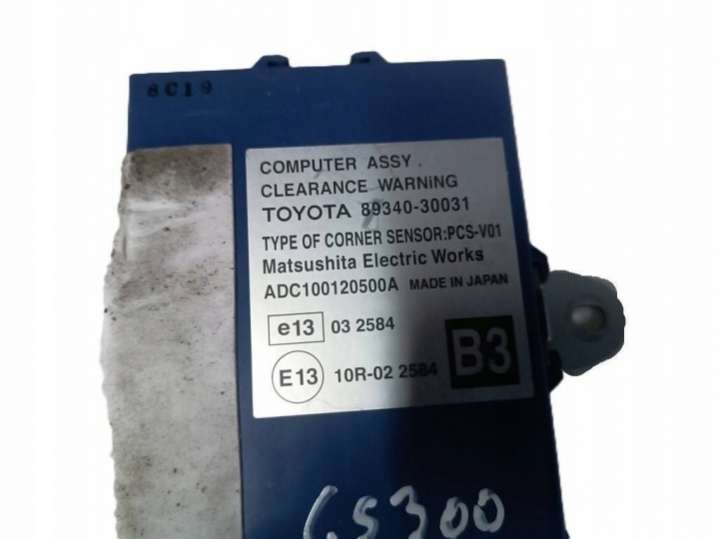 8C19
COMPUTER ASSY.
CLEARANCE WARNiNG
TOYOTA 89340-30031
TYPE OF CORNER SENSOR:PCS-V01
Matsushita Electric Works
ADC100120500A MADE IN JAPAN
e13 03 2584
E13 10R-02 2584 B3
GS300